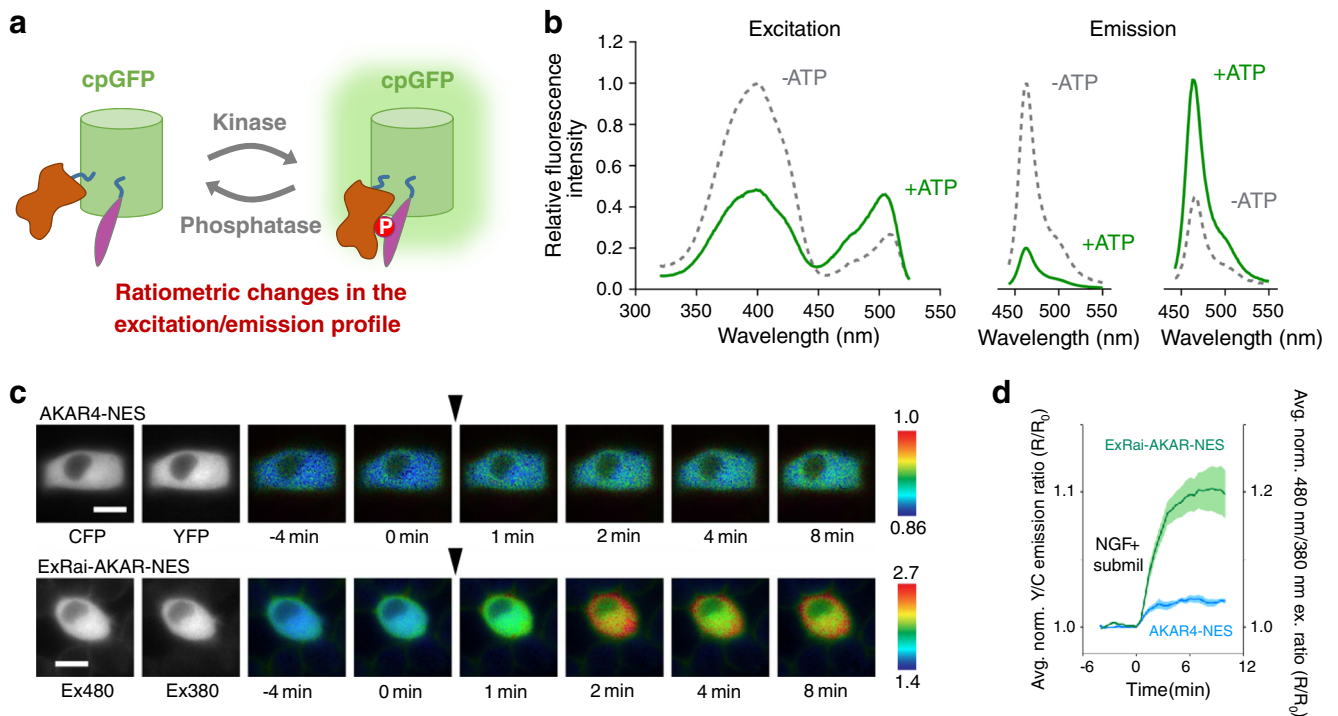 a
cpGFP
cpGFP
Kinase
Phosphatase
P
Ratiometric changes in the
excitation/emission profile
b
Excitation
Emission
Relative fluorescence
intensity
1.2
1.0
0.8
0.6
0.4
0.2
0.0
-ATP
+ATP
300 350 400 450 500 550
Wavelength (nm)
-ATP
+ATP
450 500 550
Wavelength (nm)
+ATP
-ATP
450 500 550
Wavelength (nm)
c
AKAR4-NES
CFP YFP -4 min 0 min 1 min 2 min 4 min 8 min
1.0
0.86
ExRai-AKAR-NES
Ex480 Ex380 -4 min 0 min 1 min 2 min 4 min 8 min
2.7
1.4
d
Avg. norm. Y/C emission ratio (R/R0)
1.1
1.0
ExRai-AKAR-NES
NGF+
submil
AKAR4-NES
1.2
1.0
-6 0 6 12
Time(min)
Avg. norm. 480 nm/380 nm ex. ratio (R/R0)